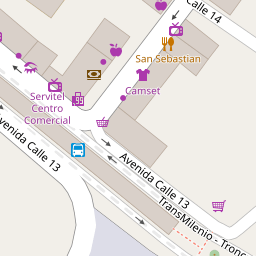 Calle 14
San Sebastian
Servitel
Centro
Comercial
Camset
Avenida Calle 13
Avenida Calle 13
TransMilenio - Tronc